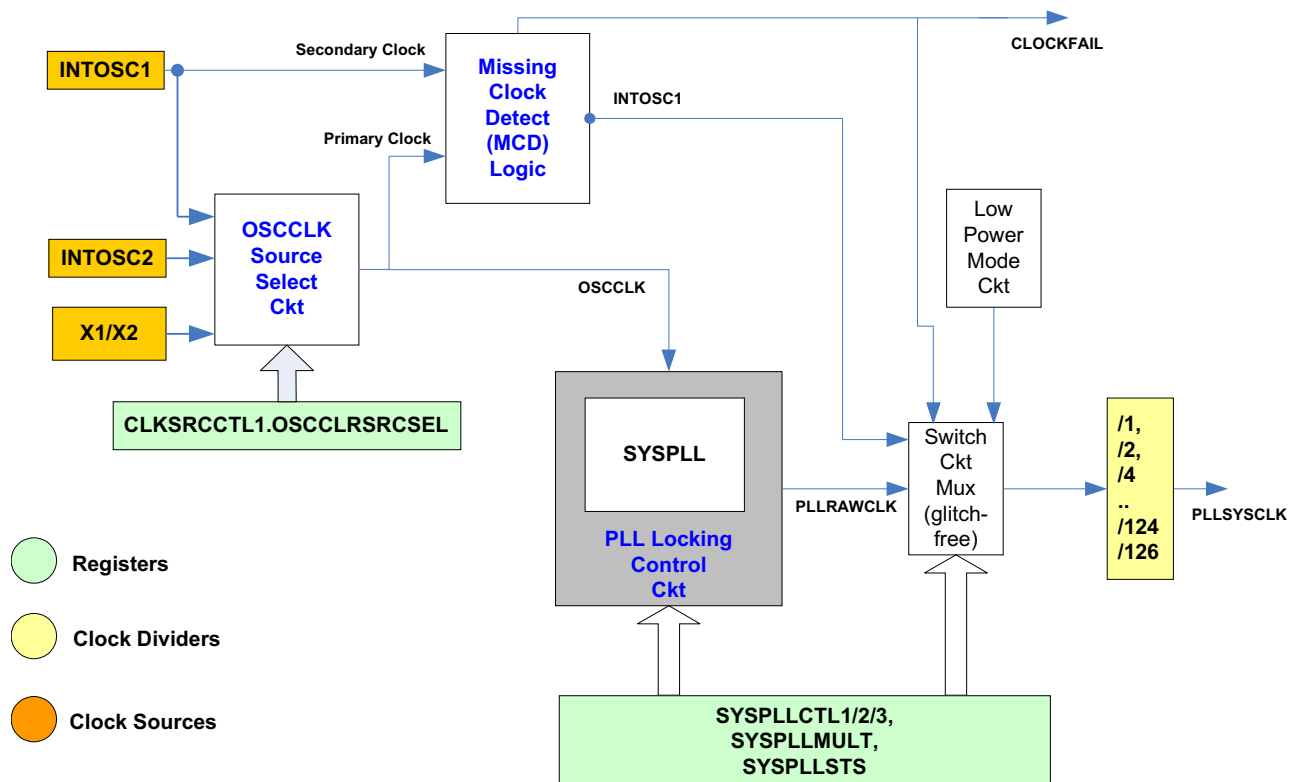 CLOCKFAIL
Secondary Clock
INTOSC1
Missing
Clock
Detect
(MCD)
Logic
INTOSC1
Primary Clock
OSCCLK
Source
Select
Ckt
INTOSC2
X1/X2
OSCCLK
Low
Power
Mode
Ckt
CLKSRCCTL1.OSCCLRSRCSEL
SYSPLL
PLL Locking
Control
Ckt
PLLRAWCLK
Switch
Ckt
Mux
(glitch-
free)
/1,
/2,
/4
..
/124
/126
PLLSYSCLK
Registers
Clock Dividers
Clock Sources
SYSPLLCTL1/2/3,
SYSPLLMULT,
SYSPLLSTS